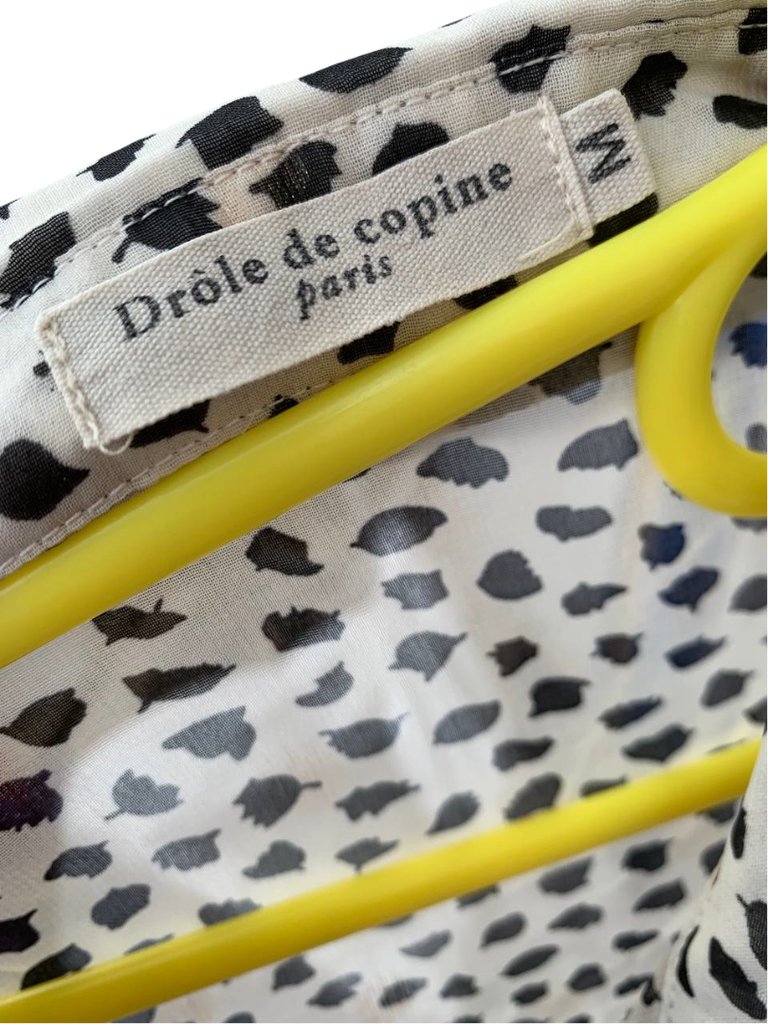 Drôle de copine
paris
M